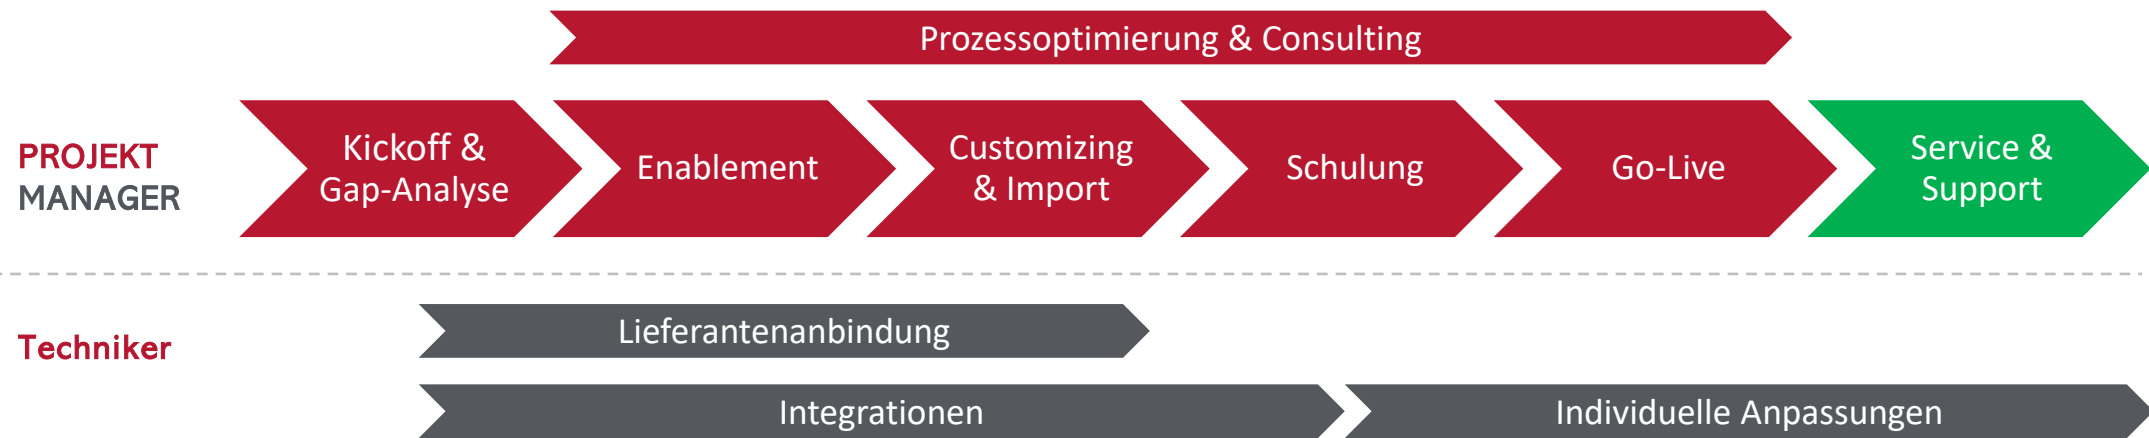 Prozessoptimierung & Consulting
PROJEKT
MANAGER
Kickoff &
Gap-Analyse
Enablement
Customizing
& Import
Schulung
Go-Live
Service &
Support
Techniker
Lieferantenanbindung
Integrationen
Individuelle Anpassungen